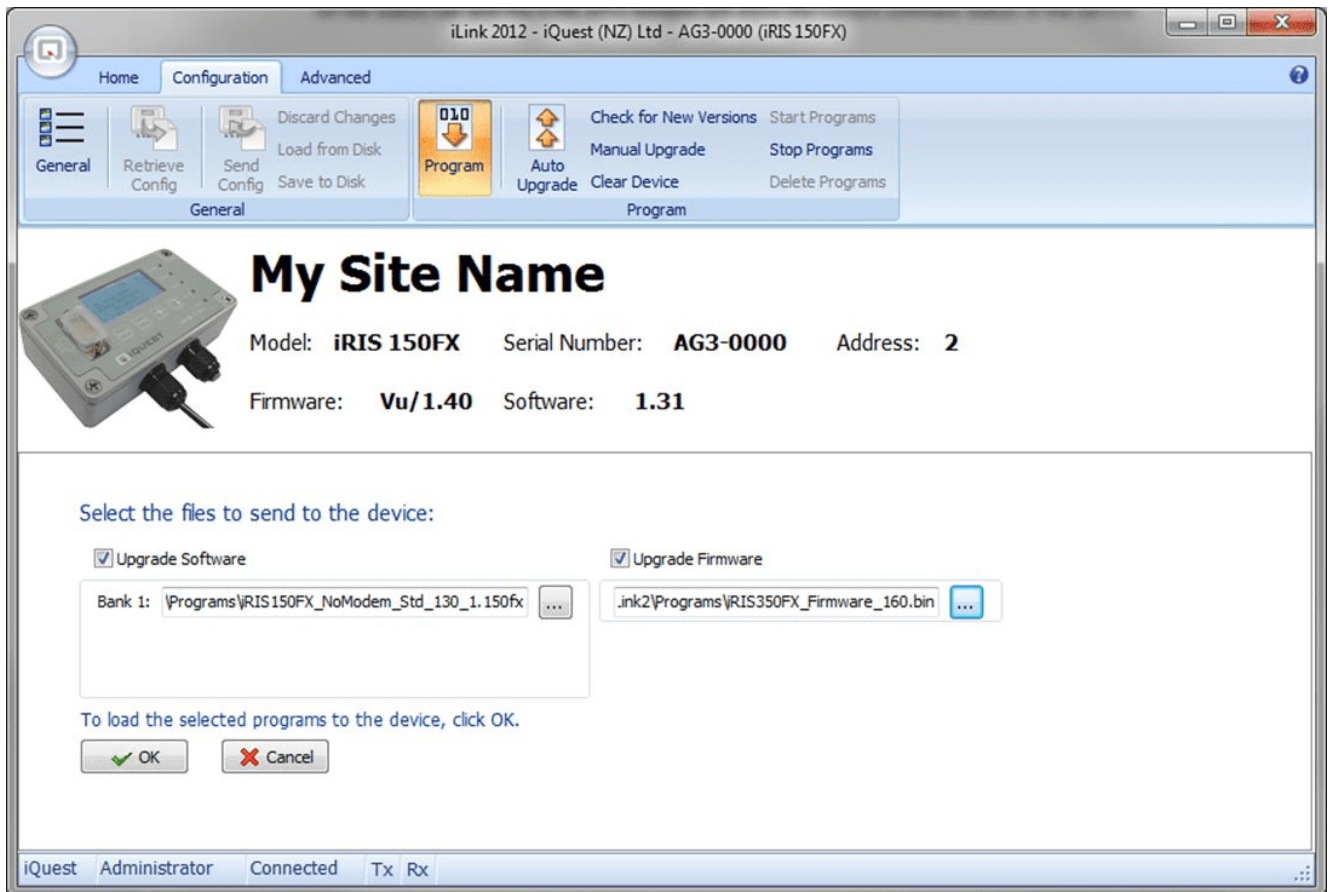 iLink 2012 - iQuest (NZ) Ltd - AG3-0000 (iRIS 150FX)
Home Configuration Advanced
General
Retrieve Config
Send Config
Discard Changes
Load from Disk
Save to Disk
General
010
Program
Auto Upgrade
Check for New Versions
Manual Upgrade
Clear Device
Start Programs
Stop Programs
Delete Programs
Program
My Site Name
iQUEST
Model: iRIS 150FX Serial Number: AG3-0000 Address: 2
Firmware: Vu/1.40 Software: 1.31
Select the files to send to the device:
Upgrade Software
Upgrade Firmware
Bank 1: \Programs\iRIS150FX_NoModem_Std_130_1.150fx ...
.ink2\Programs\iRIS350FX_Firmware_160.bin ...
To load the selected programs to the device, click OK.
OK Cancel
iQuest Administrator Connected Tx Rx